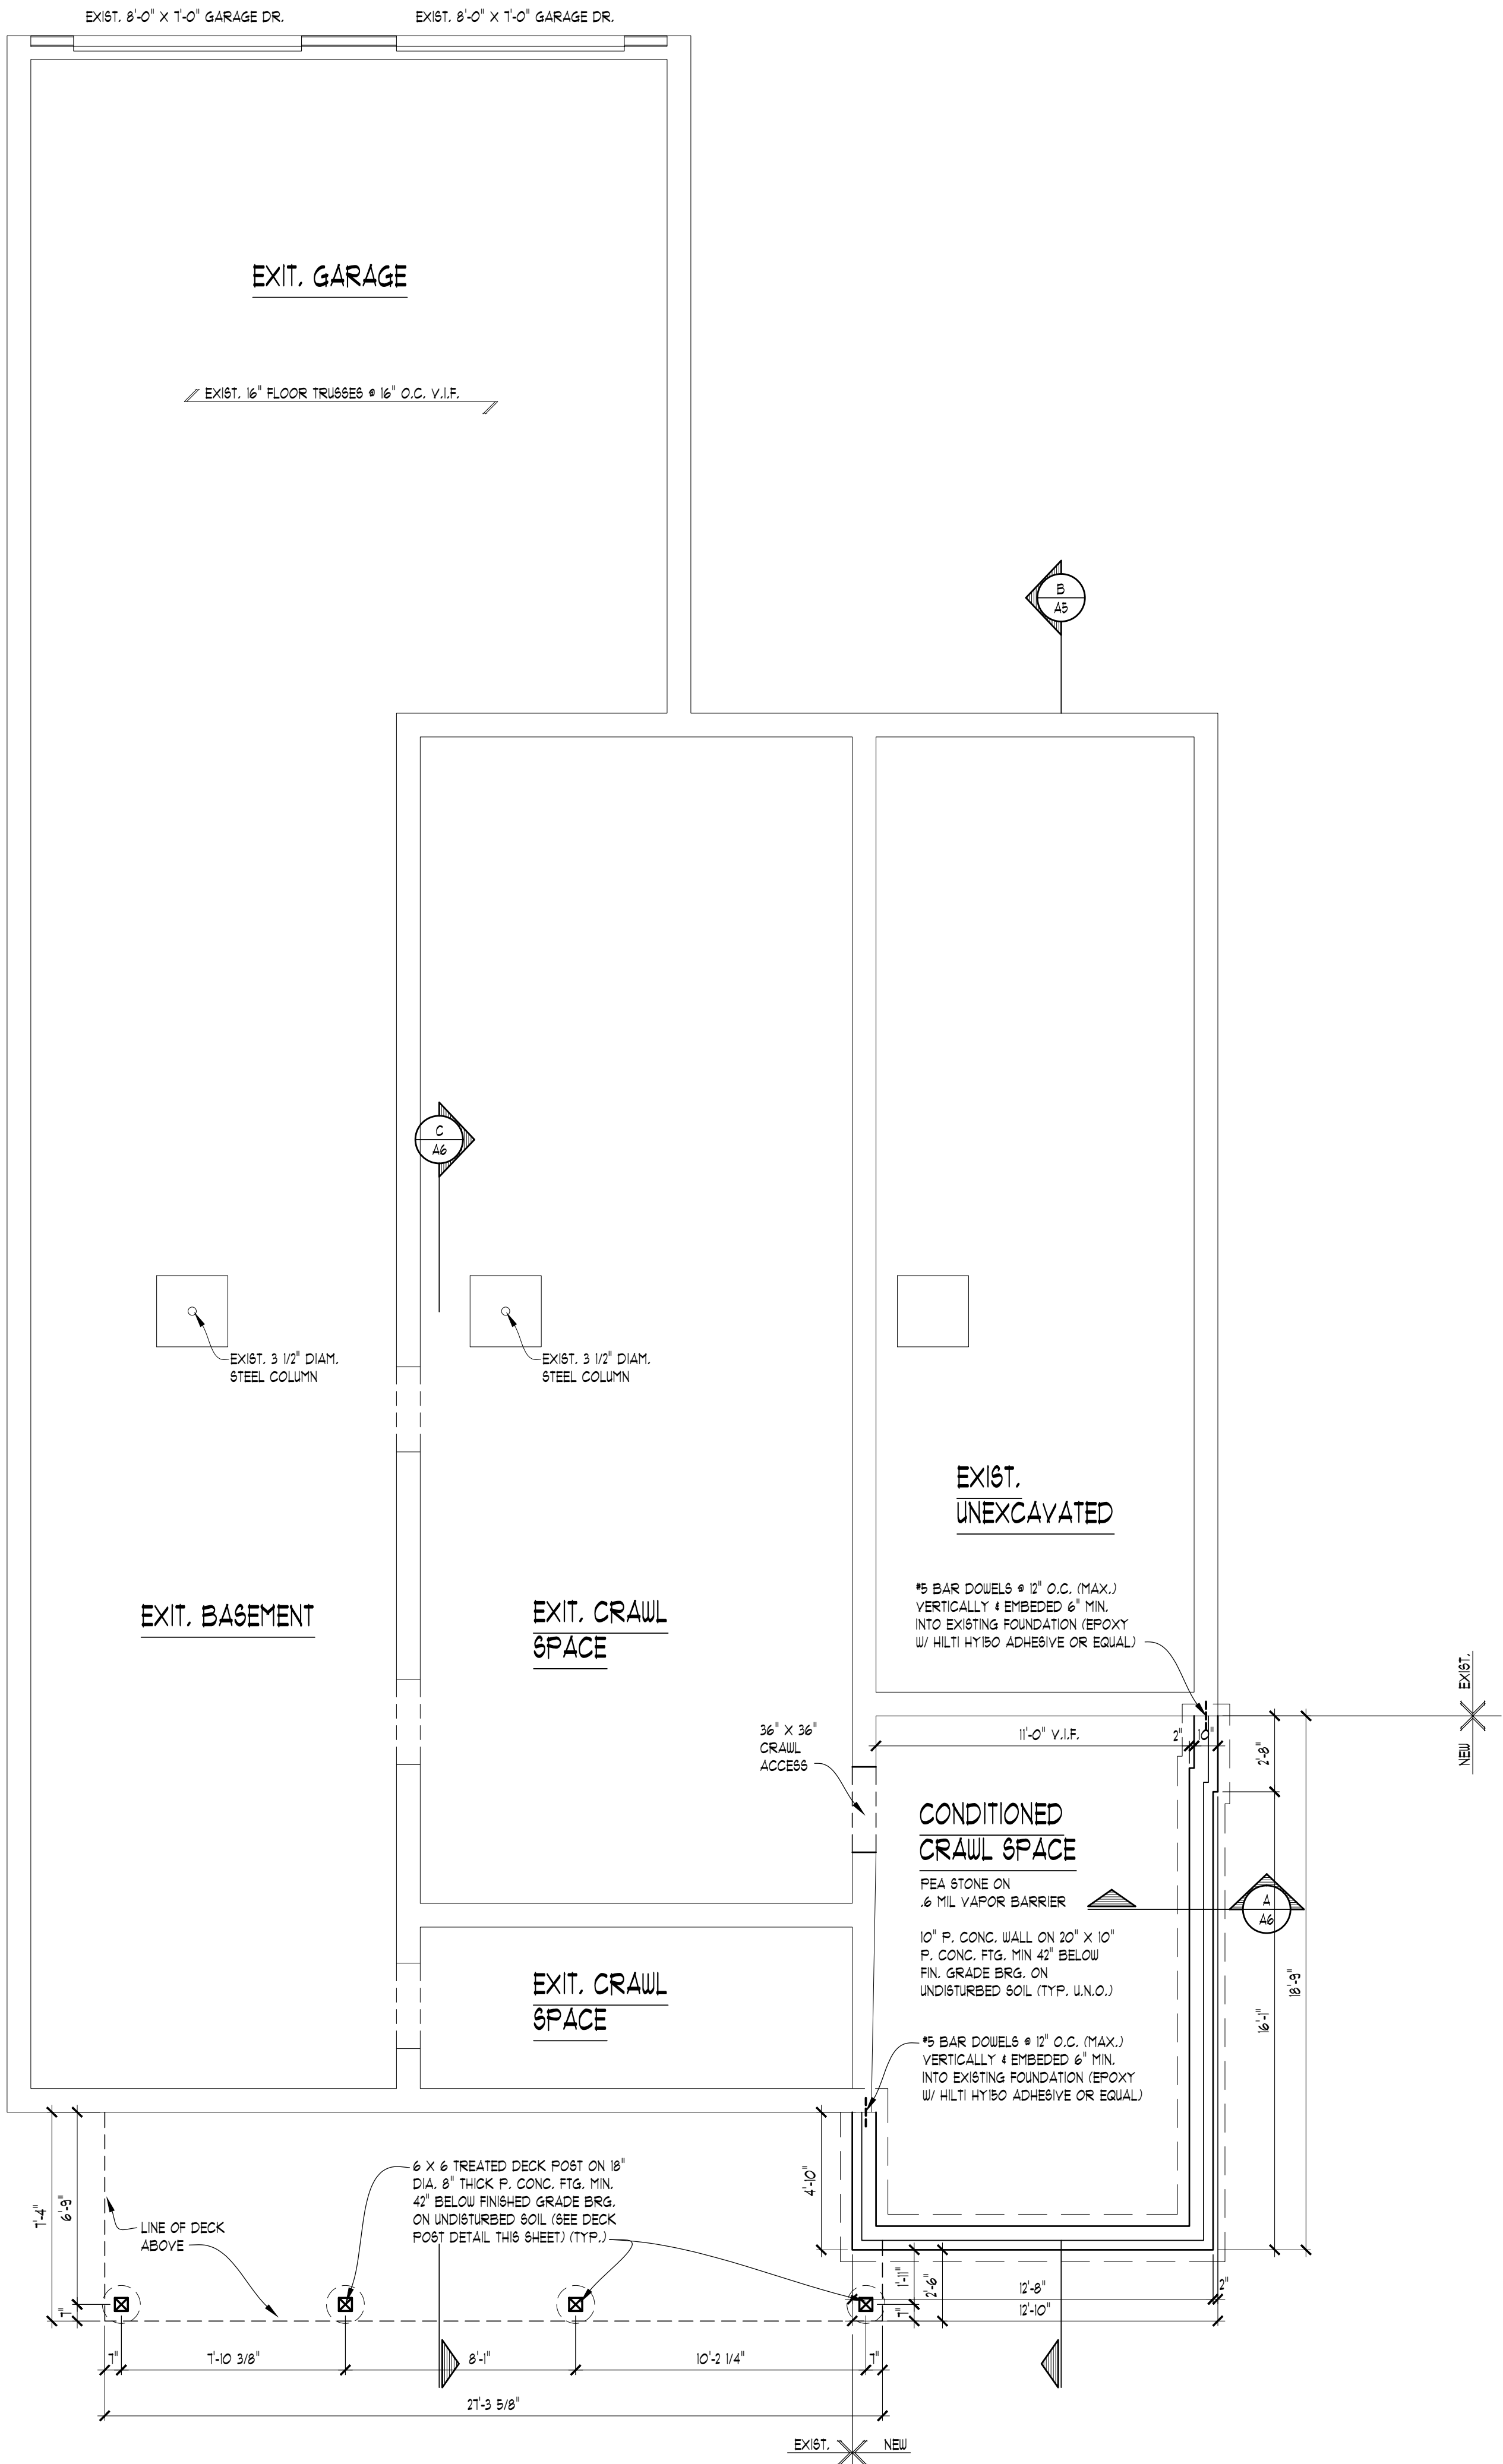 EXIST. 8'-0" X 7'-0" GARAGE DR.
EXIST. 8'-0" X 7'-0" GARAGE DR.
EXIT. GARAGE
EXIST. 16" FLOOR TRUSSES @ 16" O.C. V.I.F.
B
A5
C
A6
EXIST. 3 1/2" DIAM.
STEEL COLUMN
EXIST. 3 1/2" DIAM.
STEEL COLUMN
EXIST.
UNEXCAVATED
#5 BAR DOWELS @ 12" O.C. (MAX.)
VERTICALLY & EMBEDED 6" MIN.
INTO EXISTING FOUNDATION (EPOXY
W/ HILTI HY150 ADHESIVE OR EQUAL)
EXIT. BASEMENT
EXIT. CRAWL
SPACE
EXIST.
NEW
36" X 36"
CRAWL
ACCESS
11'-0" V.I.F.
2"
10"
2'-8"
CONDITIONED
CRAWL SPACE
PEA STONE ON
.6 MIL VAPOR BARRIER
A
A6
10" P. CONC. WALL ON 20" X 10"
P. CONC. FTG. MIN 42" BELOW
FIN. GRADE BRG. ON
UNDISTURBED SOIL (TYP. U.N.O.)
18'-9"
16'-1"
EXIT. CRAWL
SPACE
#5 BAR DOWELS @ 12" O.C. (MAX.)
VERTICALLY & EMBEDED 6" MIN.
INTO EXISTING FOUNDATION (EPOXY
W/ HILTI HY150 ADHESIVE OR EQUAL)
7'-4"
6'-9"
7"
LINE OF DECK
ABOVE
6 X 6 TREATED DECK POST ON 18"
DIA. 8" THICK P. CONC. FTG. MIN.
42" BELOW FINISHED GRADE BRG.
ON UNDISTURBED SOIL (SEE DECK
POST DETAIL THIS SHEET) (TYP.)
4'-10"
1'-11"
7"
2'-6"
12'-8"
2"
12'-10"
7"
7'-10 3/8"
8'-1"
10'-2 1/4"
7"
27'-3 5/8"
EXIST.
NEW